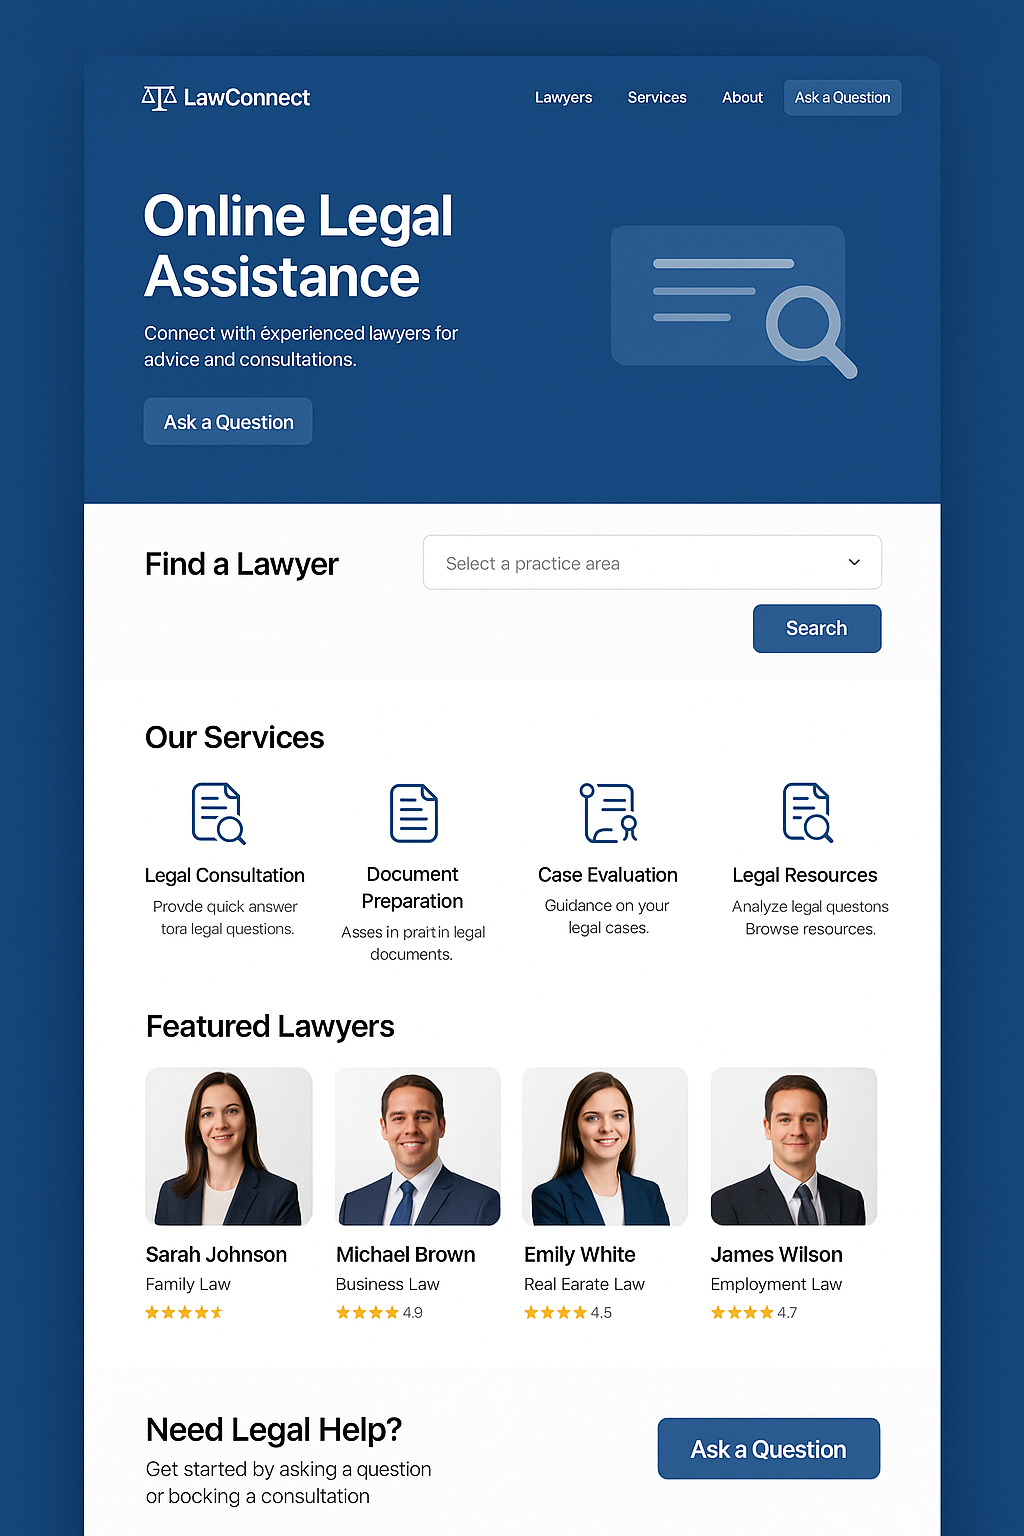 LawConnect
Lawyers
Services
About
Ask a Question
Online Legal
Assistance
Connect with éxperienced lawyers for
advice and consultations.
Ask a Question
Find a Lawyer
Select a practice area
Search
Our Services
Legal Consultation
Provde quick answer
tora legal questions.
Document
Preparation
Asses in praıtin legal
documents.
Case Evaluation
Guidance on your
legal cases.
Legal Resources
Analyze legal questons
Browse resources.
Featured Lawyers
Sarah Johnson
Family Law
Michael Brown
Business Law
4.9
Emily White
Real Earate Law
4.5
James Wilson
Employment Law
4.7
Need Legal Help?
Get started by asking a question
or bocking a consultation
Ask a Question